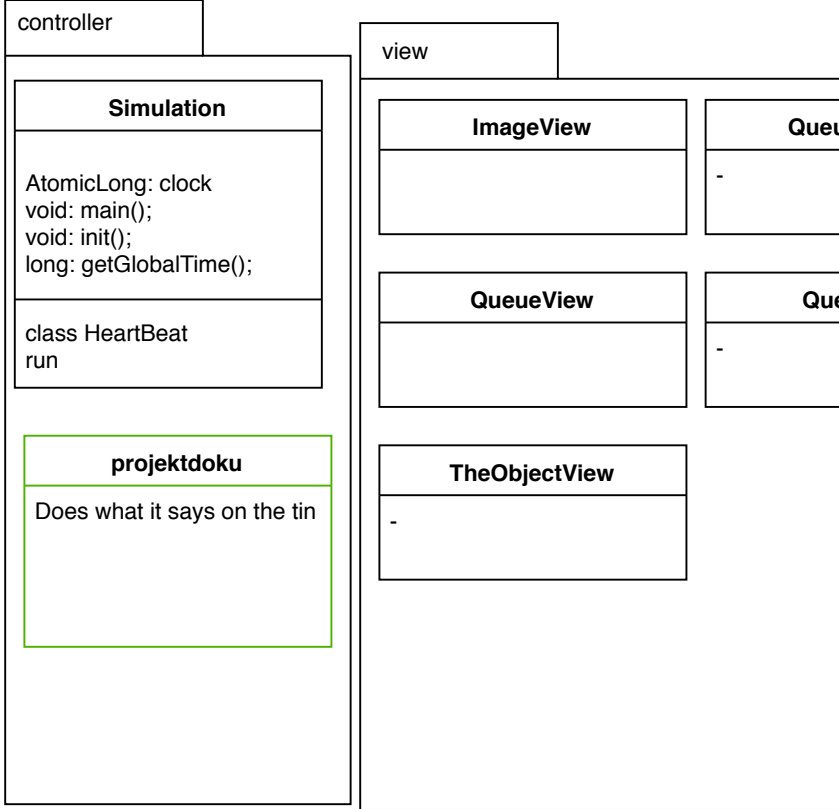 controller
Simulation
AtomicLong: clock
void: main();
void: init();
long: getGlobalTime();
class HeartBeat
run
projektdoku
Does what it says on the tin
view
ImageView
-
QueueView
-
TheObjectView
-